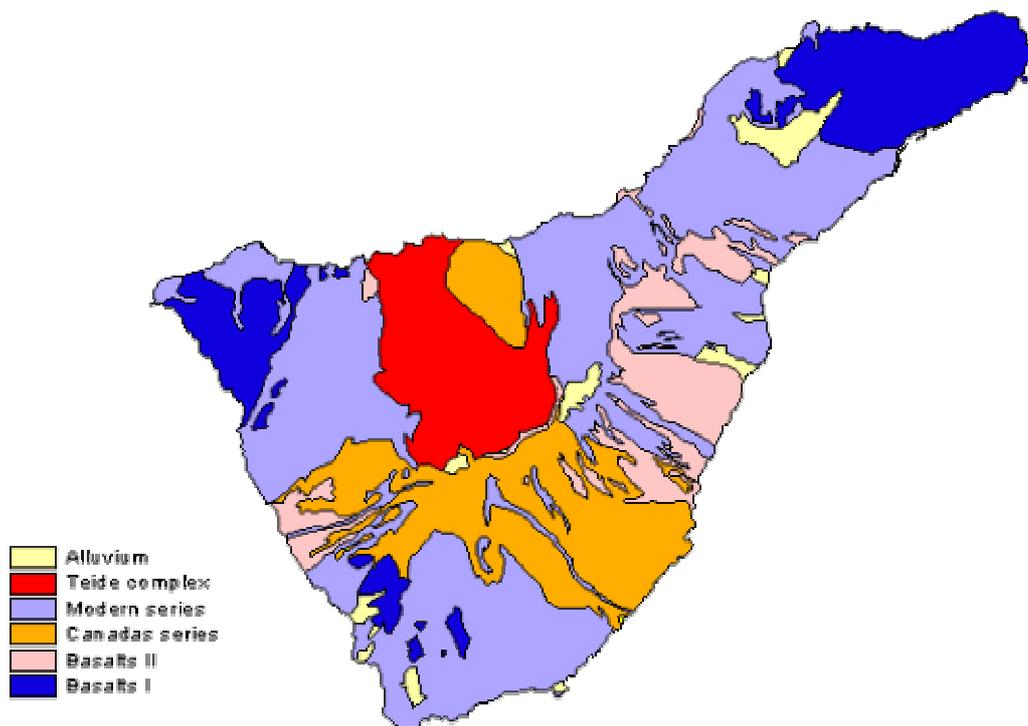 Alluvium
Teide complex
Modern series
Canadas series
Basalts II
Basalts I